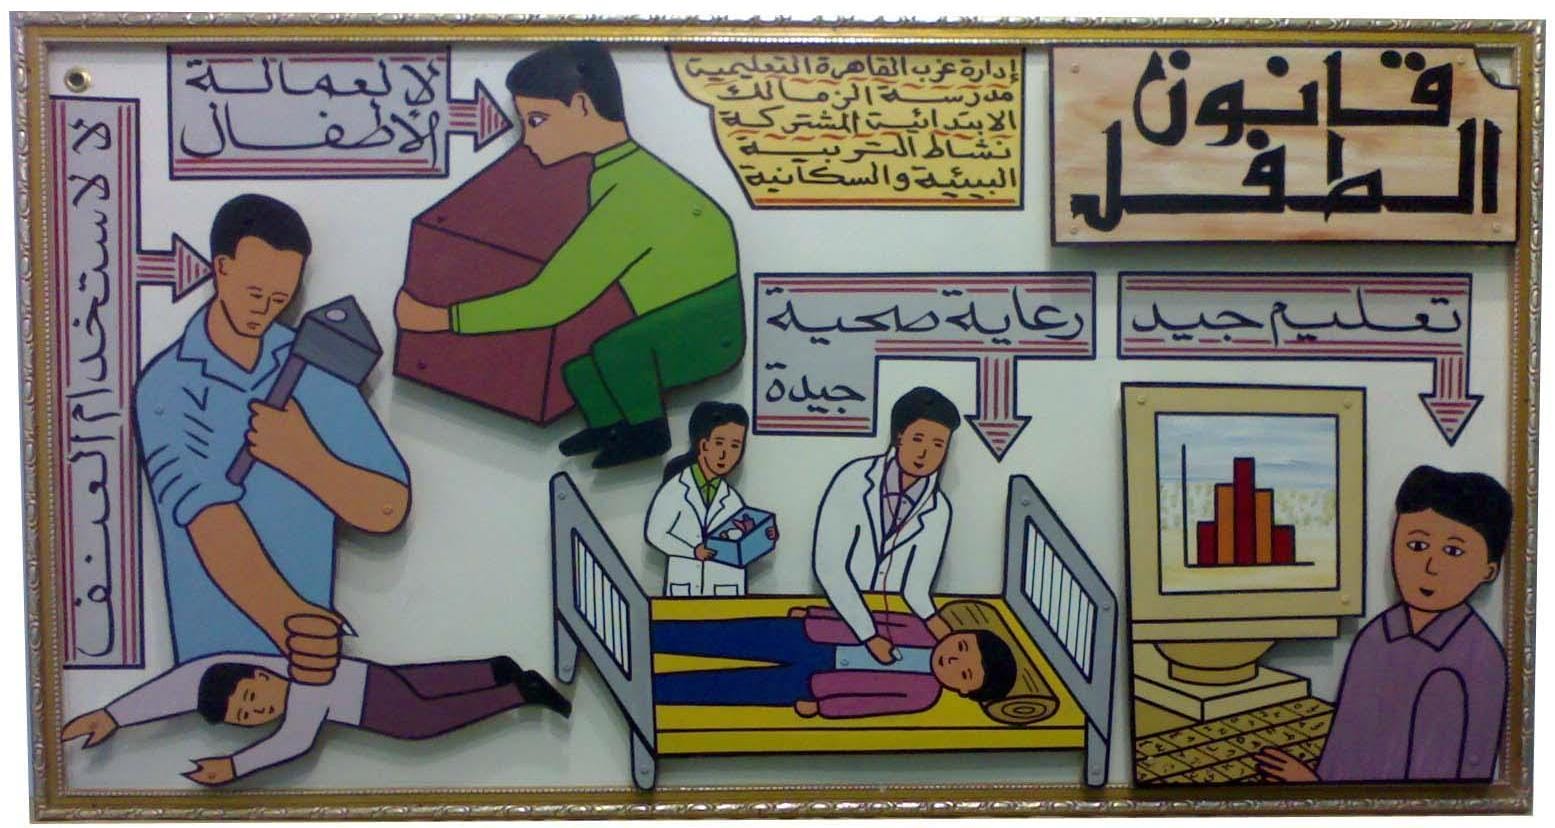 قانون
الطفل
إدارة غرب القاهرة التعليمية
مدرسة الزمالك
الابتدائية المشتركة
نشاط التربية
البيئية والسكانية
لا لعمالة
الأطفال
لا لاستخدام العنف
تعليم جيد
رعاية صحية
جيدة